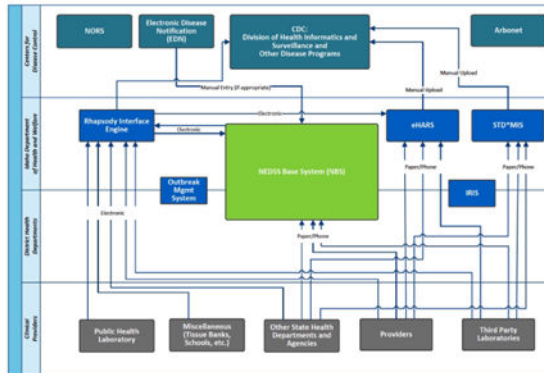 Centers for
Disease Control
NORS
Electronic Disease
Notification
(EDN)
CDC:
Division of Health Informatics and
Surveillance and
Other Disease Programs
Arbonet
Manual Entry (if appropriate)
Manual Upload
Manual Upload
Idaho Department
of Health and Welfare
Rhapsody Interface
Engine
Electronic
Electronic
eHARS
STD*MIS
NEDSS Base System (NBS)
Paper/Phone
Paper/Phone
Outbreak
Mgmt
System
IRIS
District Health
Departments
Electronic
Paper/Phone
Clinical
Providers
Public Health
Laboratory
Miscellaneous
(Tissue Banks,
Schools, etc.)
Other State Health
Departments and
Agencies
Providers
Third Party
Laboratories